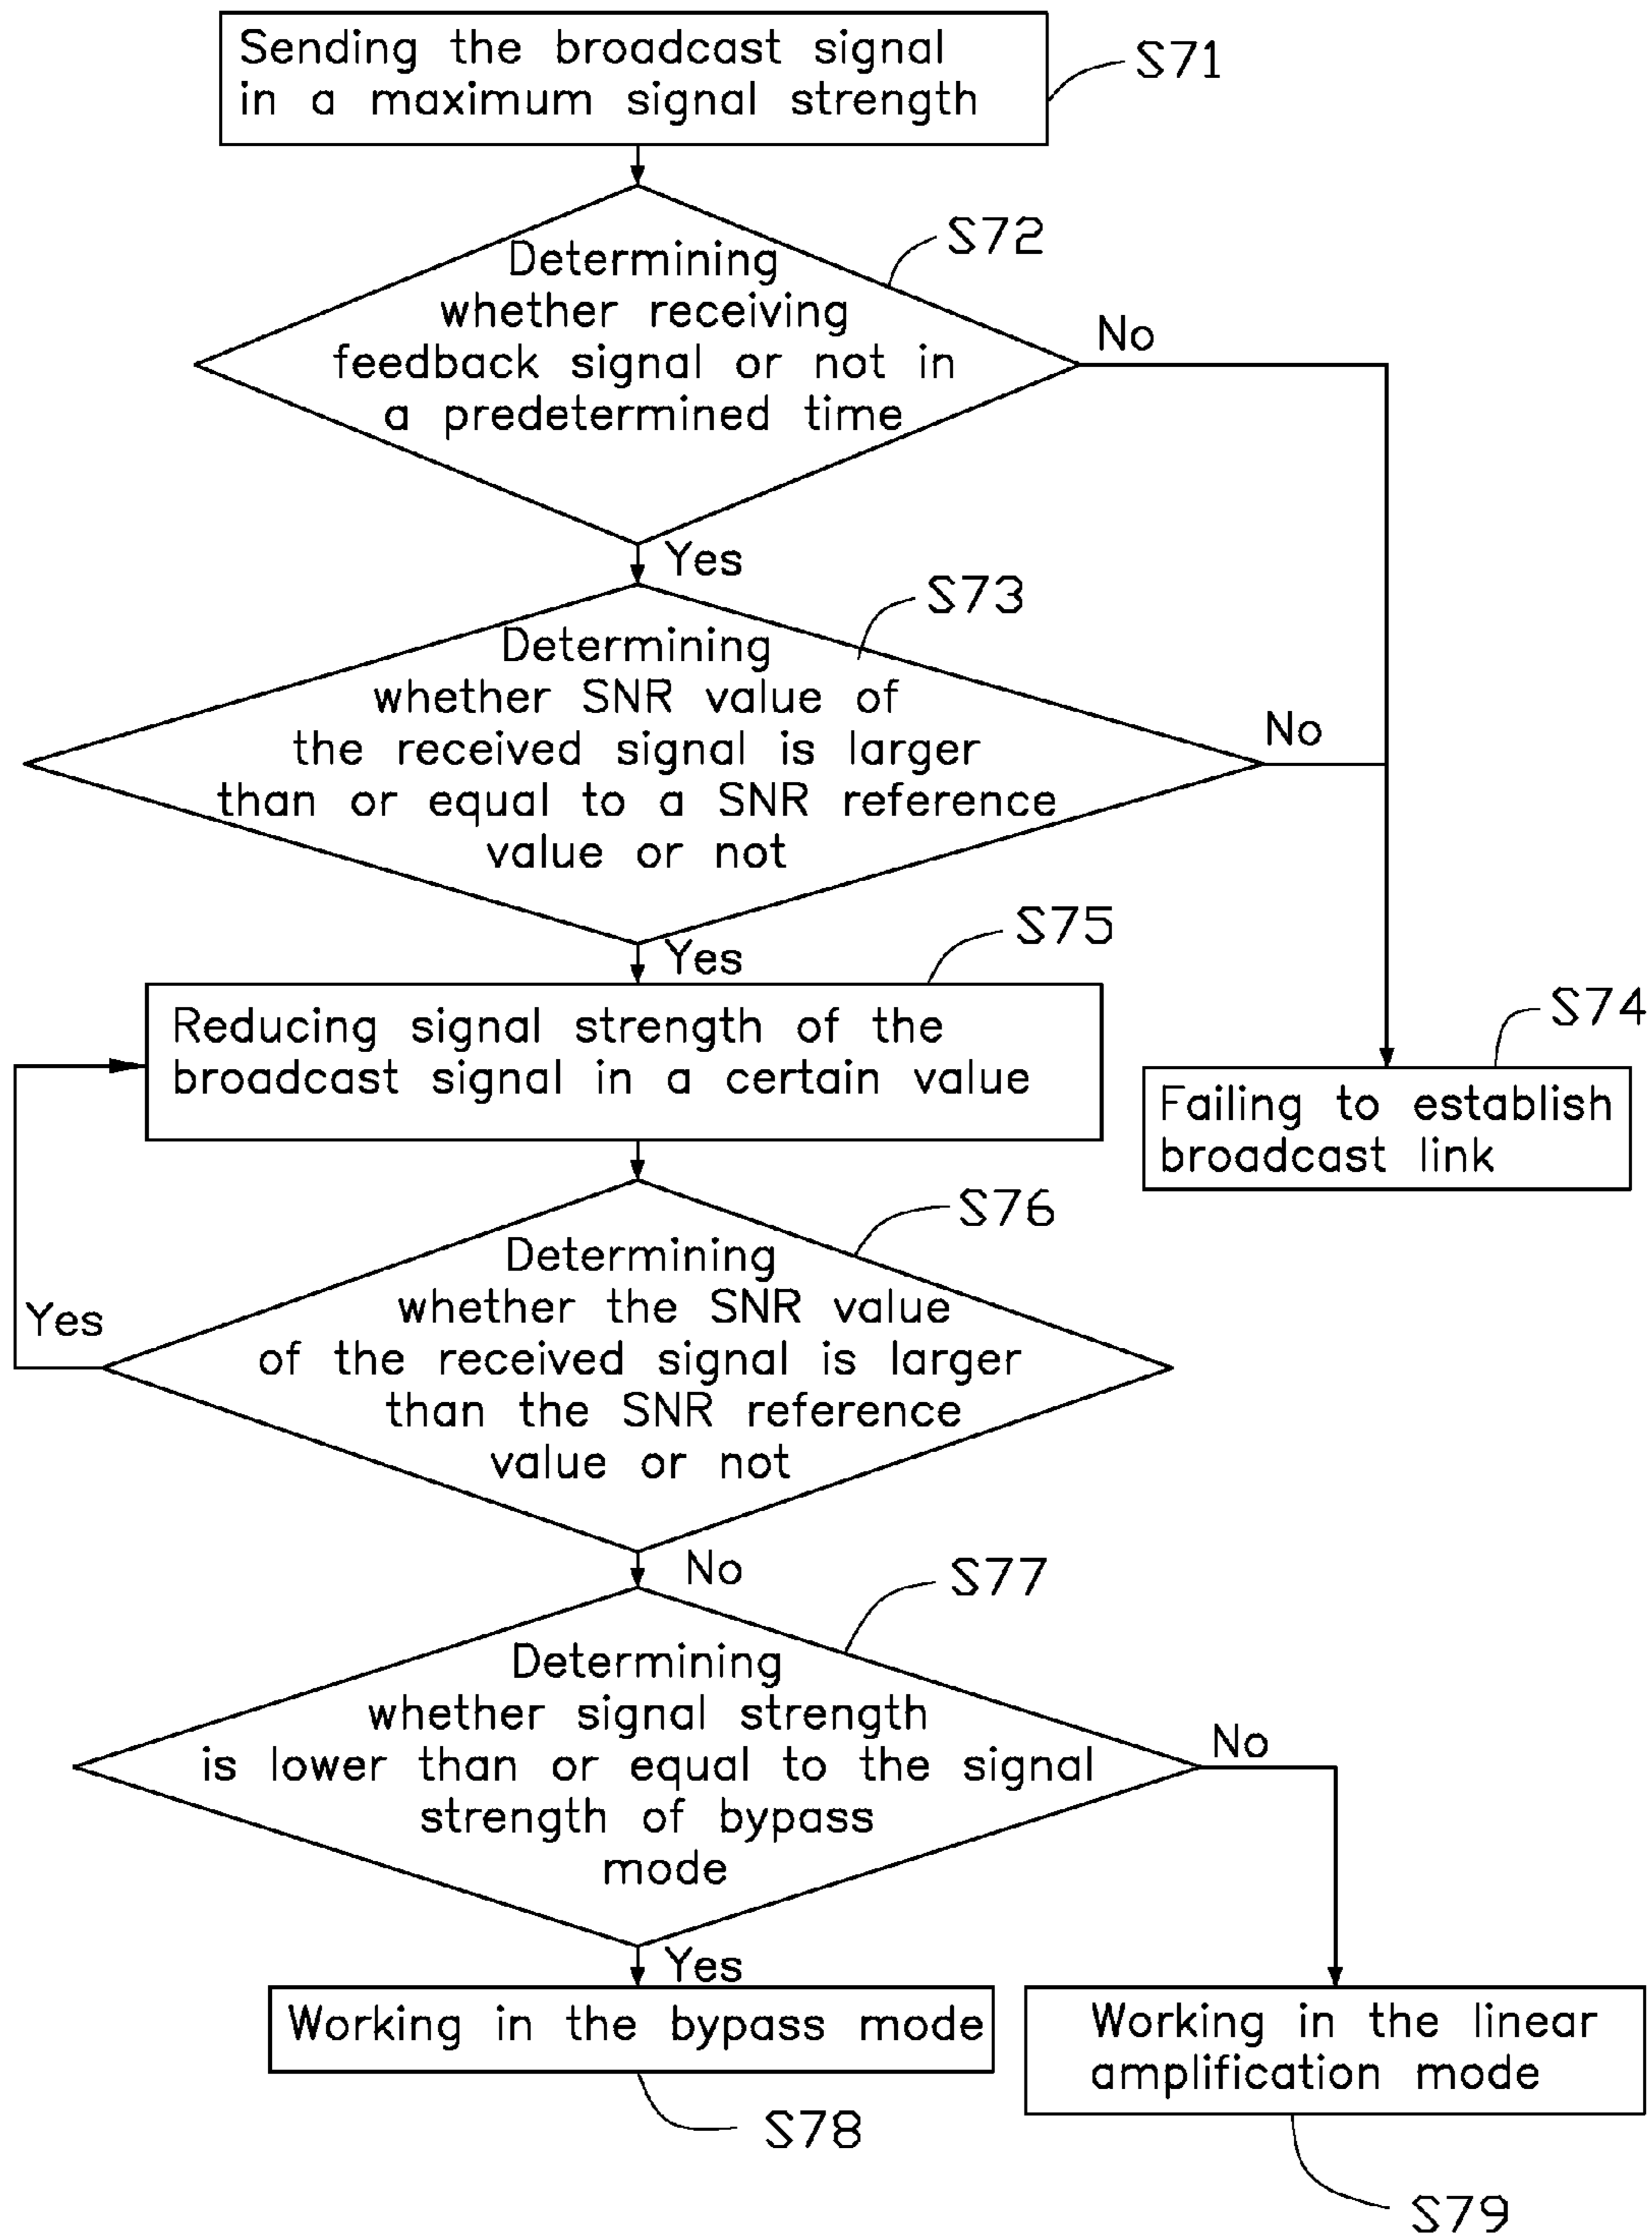 Sending the broadcast signal
in a maximum signal strength
S71
S72
Determining
whether receiving
feedback signal or not in
a predetermined time
No
Yes
S73
Determining
whether SNR value of
the received signal is larger
than or equal to a SNR reference
value or not
No
Yes
S75
Reducing signal strength of the
broadcast signal in a certain value
S74
Failing to establish
broadcast link
S76
Determining
whether the SNR value
of the received signal is larger
than the SNR reference
value or not
Yes
No
S77
Determining
whether signal strength
is lower than or equal to the signal
strength of bypass
mode
No
Yes
Working in the bypass mode
S78
Working in the linear
amplification mode
S79